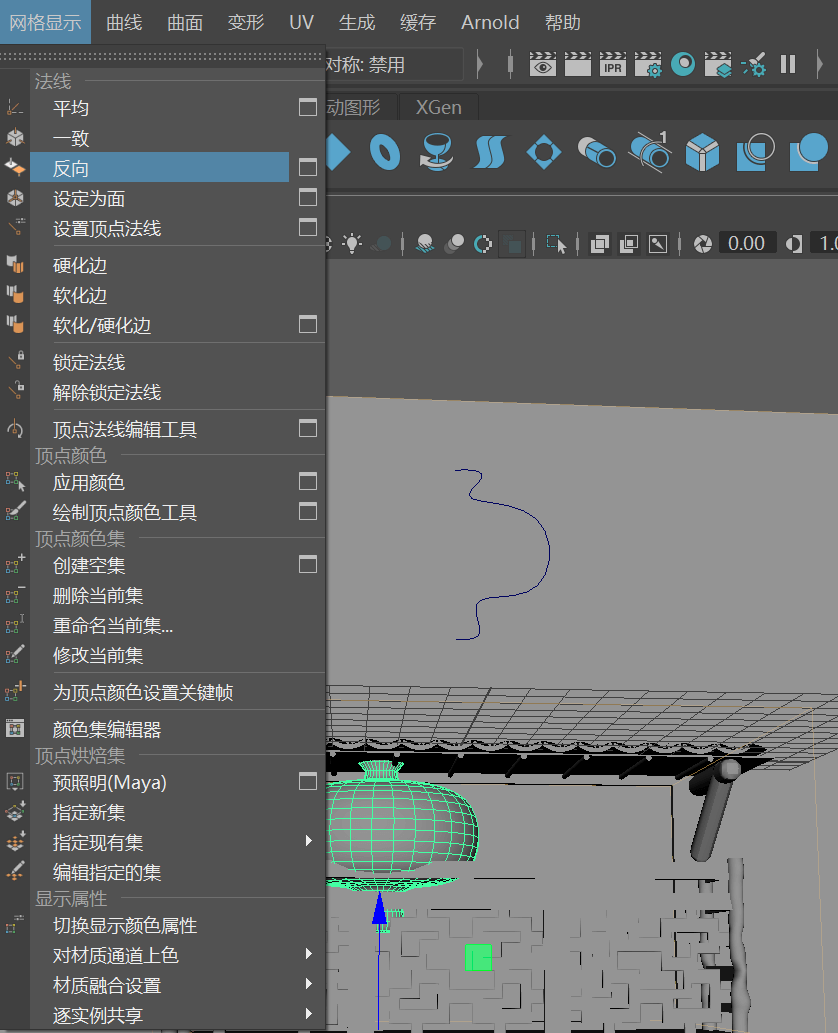 网格显示 曲线 曲面 变形 UV 生成 缓存 Arnold 帮助
对称: 禁用
IPR
动图形 XGen
1
0.00 1.0
法线
平均
一致
反向
设定为面
设置顶点法线
硬化边
软化边
软化/硬化边
锁定法线
解除锁定法线
顶点法线编辑工具
顶点颜色
应用颜色
绘制顶点颜色工具
顶点颜色集
创建空集
删除当前集
重命名当前集...
修改当前集
为顶点颜色设置关键帧
颜色集编辑器
顶点烘焙集
预照明(Maya)
指定新集
指定现有集
编辑指定的集
显示属性
切换显示颜色属性
对材质通道上色
材质融合设置
逐实例共享